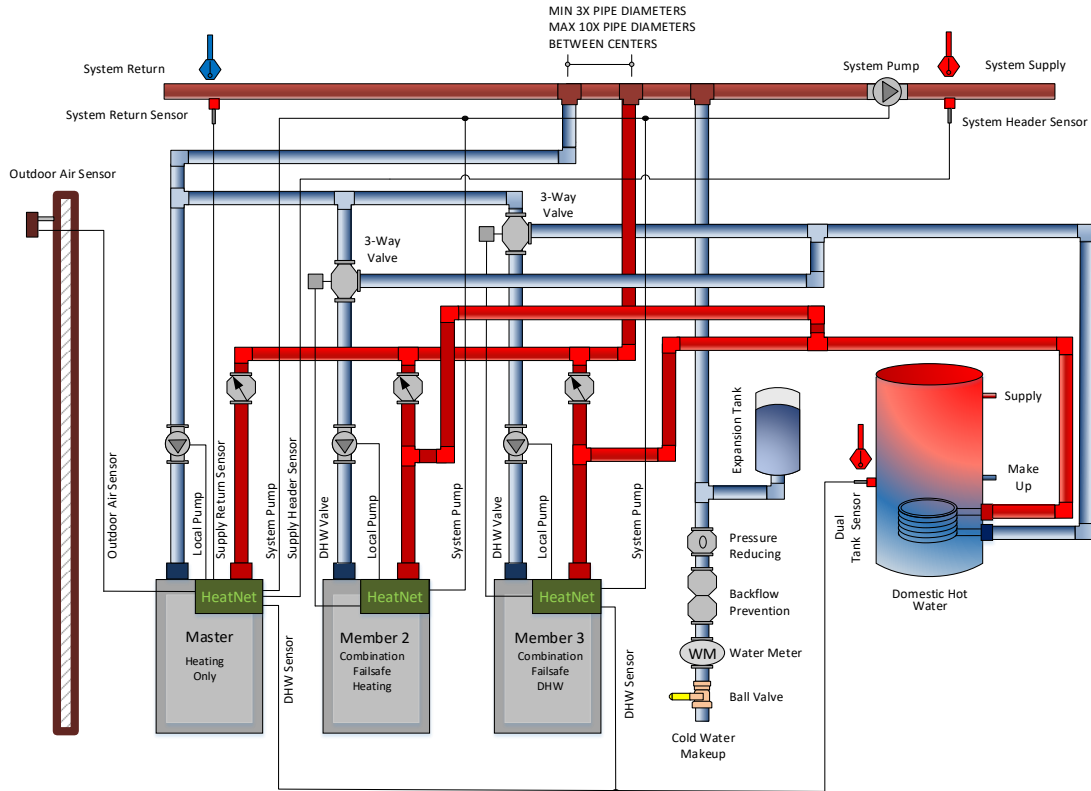 MIN 3X PIPE DIAMETERS
MAX 10X PIPE DIAMETERS
BETWEEN CENTERS
System Return
System Pump
System Supply
System Return Sensor
System Header Sensor
Outdoor Air Sensor
3-Way
Valve
3-Way
Valve
Expansion Tank
Supply
Make
Up
Dual
Tank Sensor
Domestic Hot
Water
Outdoor Air Sensor
Local Pump
Supply Return Sensor
System Pump
Supply Header Sensor
DHW Valve
Local Pump
System Pump
DHW Valve
Local Pump
System Pump
Pressure
Reducing
Backflow
Prevention
WM
Water Meter
Ball Valve
Cold Water
Makeup
HeatNet
Master
Heating
Only
DHW Sensor
HeatNet
Member 2
Combination
Failsafe
Heating
HeatNet
Member 3
Combination
Failsafe
DHW
DHW Sensor